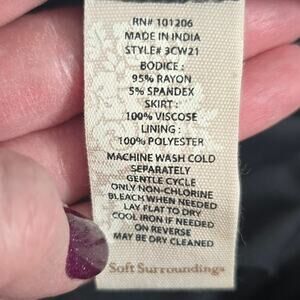 RN# 101206
MADE IN INDIA
STYLE# 3CW21
BODICE :
95% RAYON
5% SPANDEX
SKIRT :
100% VISCOSE
LINING :
100% POLYESTER
MACHINE WASH COLD
SEPARATELY
GENTLE CYCLE
ONLY NON-CHLORINE
BLEACH WHEN NEEDED
LAY FLAT TO DRY
COOL IRON IF NEEDED
ON REVERSE
MAY BE DRY CLEANED
Soft Surroundings